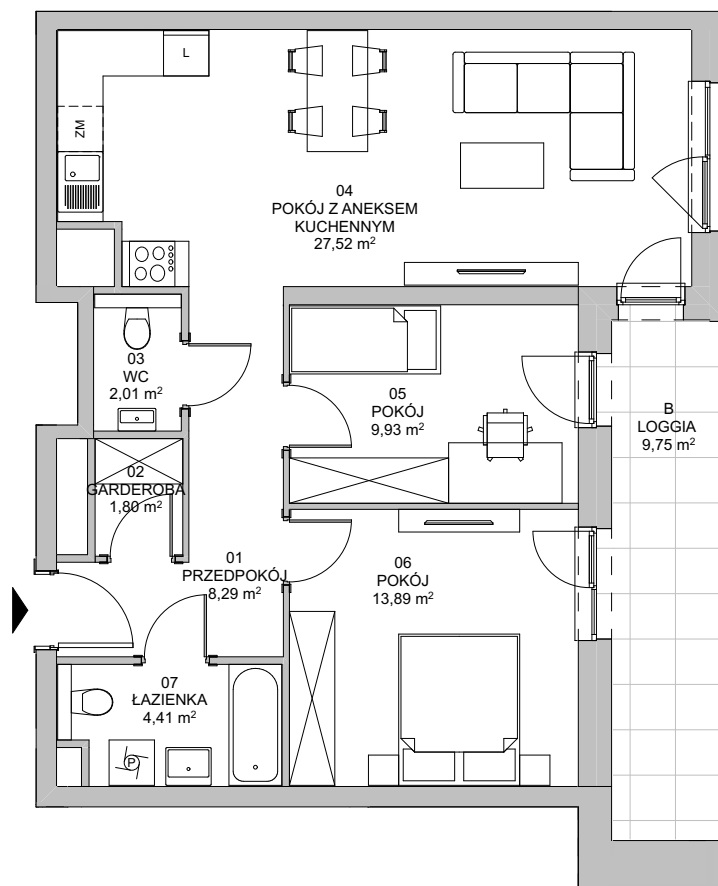 L
ZM
04
POKÓJ Z ANEKSEM
KUCHENNYM
27,52 m²
03
WC
2,01 m²
05
POKÓJ
9,93 m²
B
LOGGIA
9,75 m²
02
GARDEROBA
1,80 m²
01
PRZEDPOKÓJ
8,29 m²
06
POKÓJ
13,89 m²
07
ŁAZIENKA
4,41 m²
P